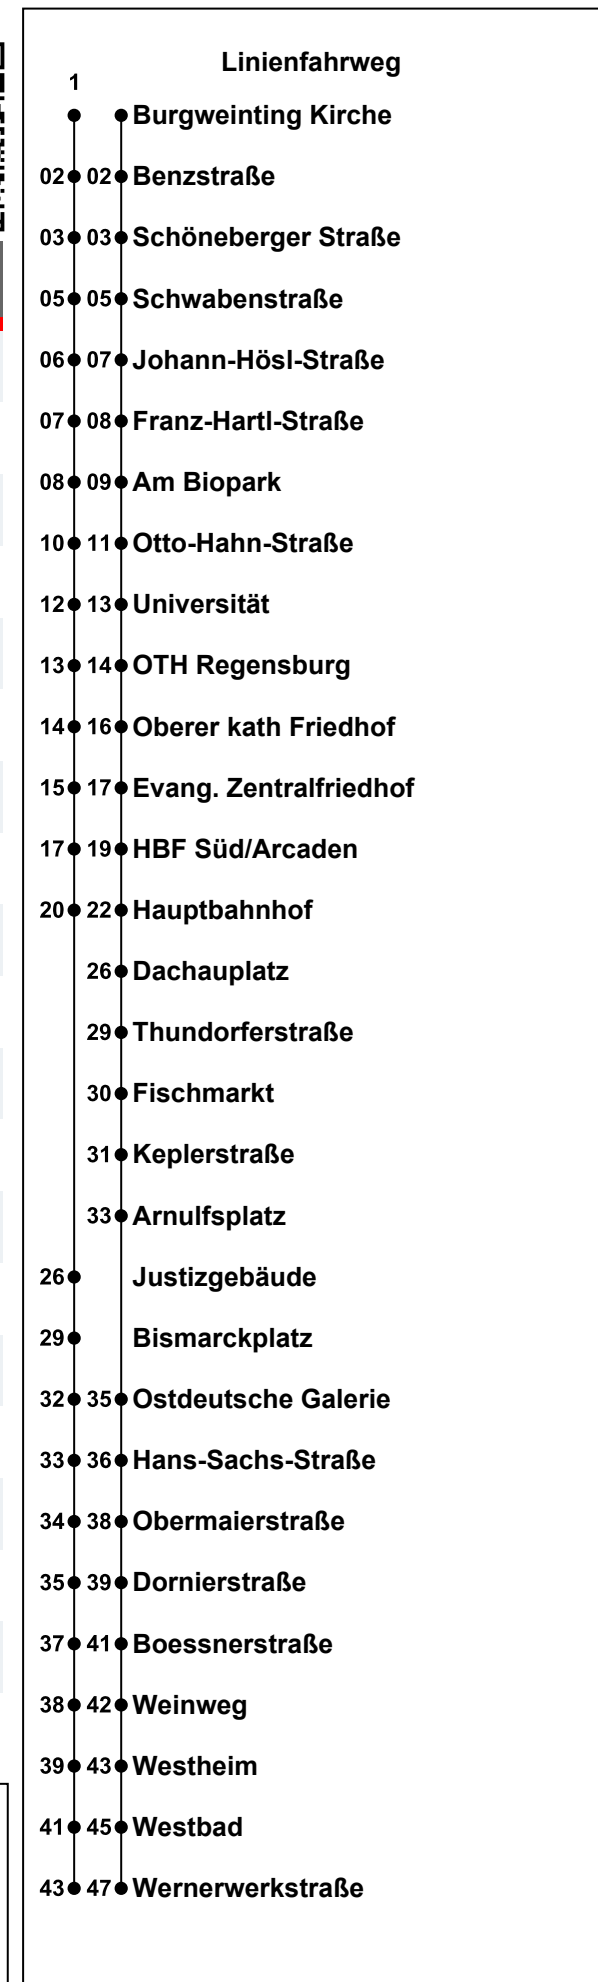 Linienfahrweg
1
Burgweinting Kirche
02 02 Benzstraße
03 03 Schöneberger Straße
05 05 Schwabenstraße
06 07 Johann-Hösl-Straße
07 08 Franz-Hartl-Straße
08 09 Am Biopark
10 11 Otto-Hahn-Straße
12 13 Universität
13 14 OTH Regensburg
14 16 Oberer kath Friedhof
15 17 Evang. Zentralfriedhof
17 19 HBF Süd/Arcaden
20 22 Hauptbahnhof
26 Dachauplatz
29 Thundorferstraße
30 Fischmarkt
31 Keplerstraße
33 Arnulfsplatz
26 Justizgebäude
29 Bismarckplatz
32 35 Ostdeutsche Galerie
33 36 Hans-Sachs-Straße
34 38 Obermaierstraße
35 39 Dornierstraße
37 41 Boessnerstraße
38 42 Weinweg
39 43 Westheim
41 45 Westbad
43 47 Wernerwerkstraße